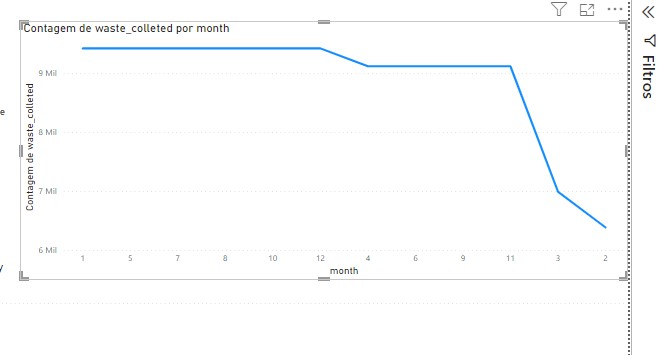 Contagem de waste_colleted por month
Contagem de waste_colleted
9 Mil
8 Mil
7 Mil
6 Mil
1 5 7 8 10 12 4 6 9 11 3 2
month
Filtros
e
y